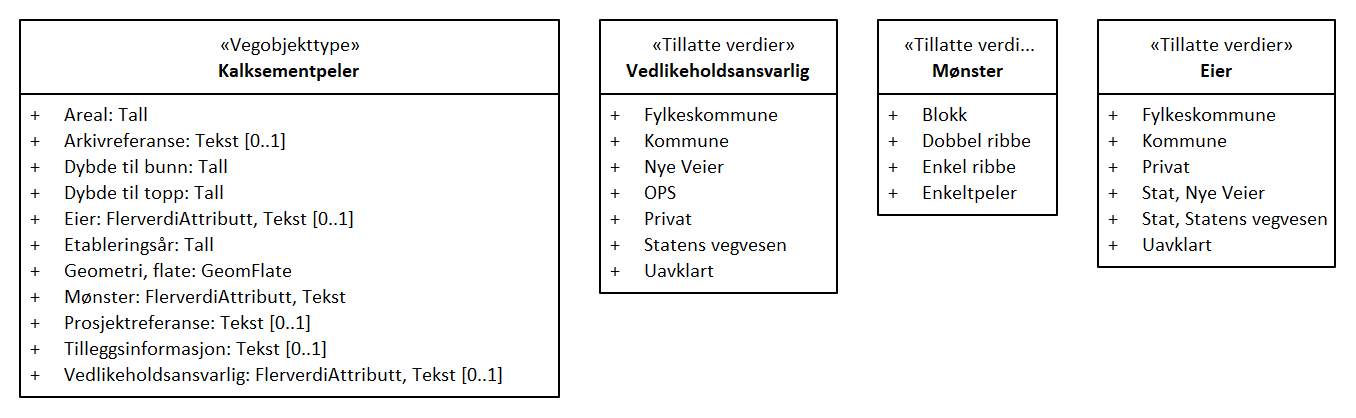 «Vegobjekttype»
Kalksementpeler
+ Areal: Tall
+ Arkivreferanse: Tekst [0..1]
+ Dybde til bunn: Tall
+ Dybde til topp: Tall
+ Eier: FlerverdiAttributt, Tekst [0..1]
+ Etableringsår: Tall
+ Geometri, flate: GeomFlate
+ Mønster: FlerverdiAttributt, Tekst
+ Prosjektreferanse: Tekst [0..1]
+ Tilleggsinformasjon: Tekst [0..1]
+ Vedlikeholdsansvarlig: FlerverdiAttributt, Tekst [0..1]
«Tillatte verdier»
Vedlikeholdsansvarlig
+ Fylkeskommune
+ Kommune
+ Nye Veier
+ OPS
+ Privat
+ Statens vegvesen
+ Uavklart
«Tillatte verdi...
Mønster
+ Blokk
+ Dobbel ribbe
+ Enkel ribbe
+ Enkeltpeler
«Tillatte verdier»
Eier
+ Fylkeskommune
+ Kommune
+ Privat
+ Stat, Nye Veier
+ Stat, Statens vegvesen
+ Uavklart